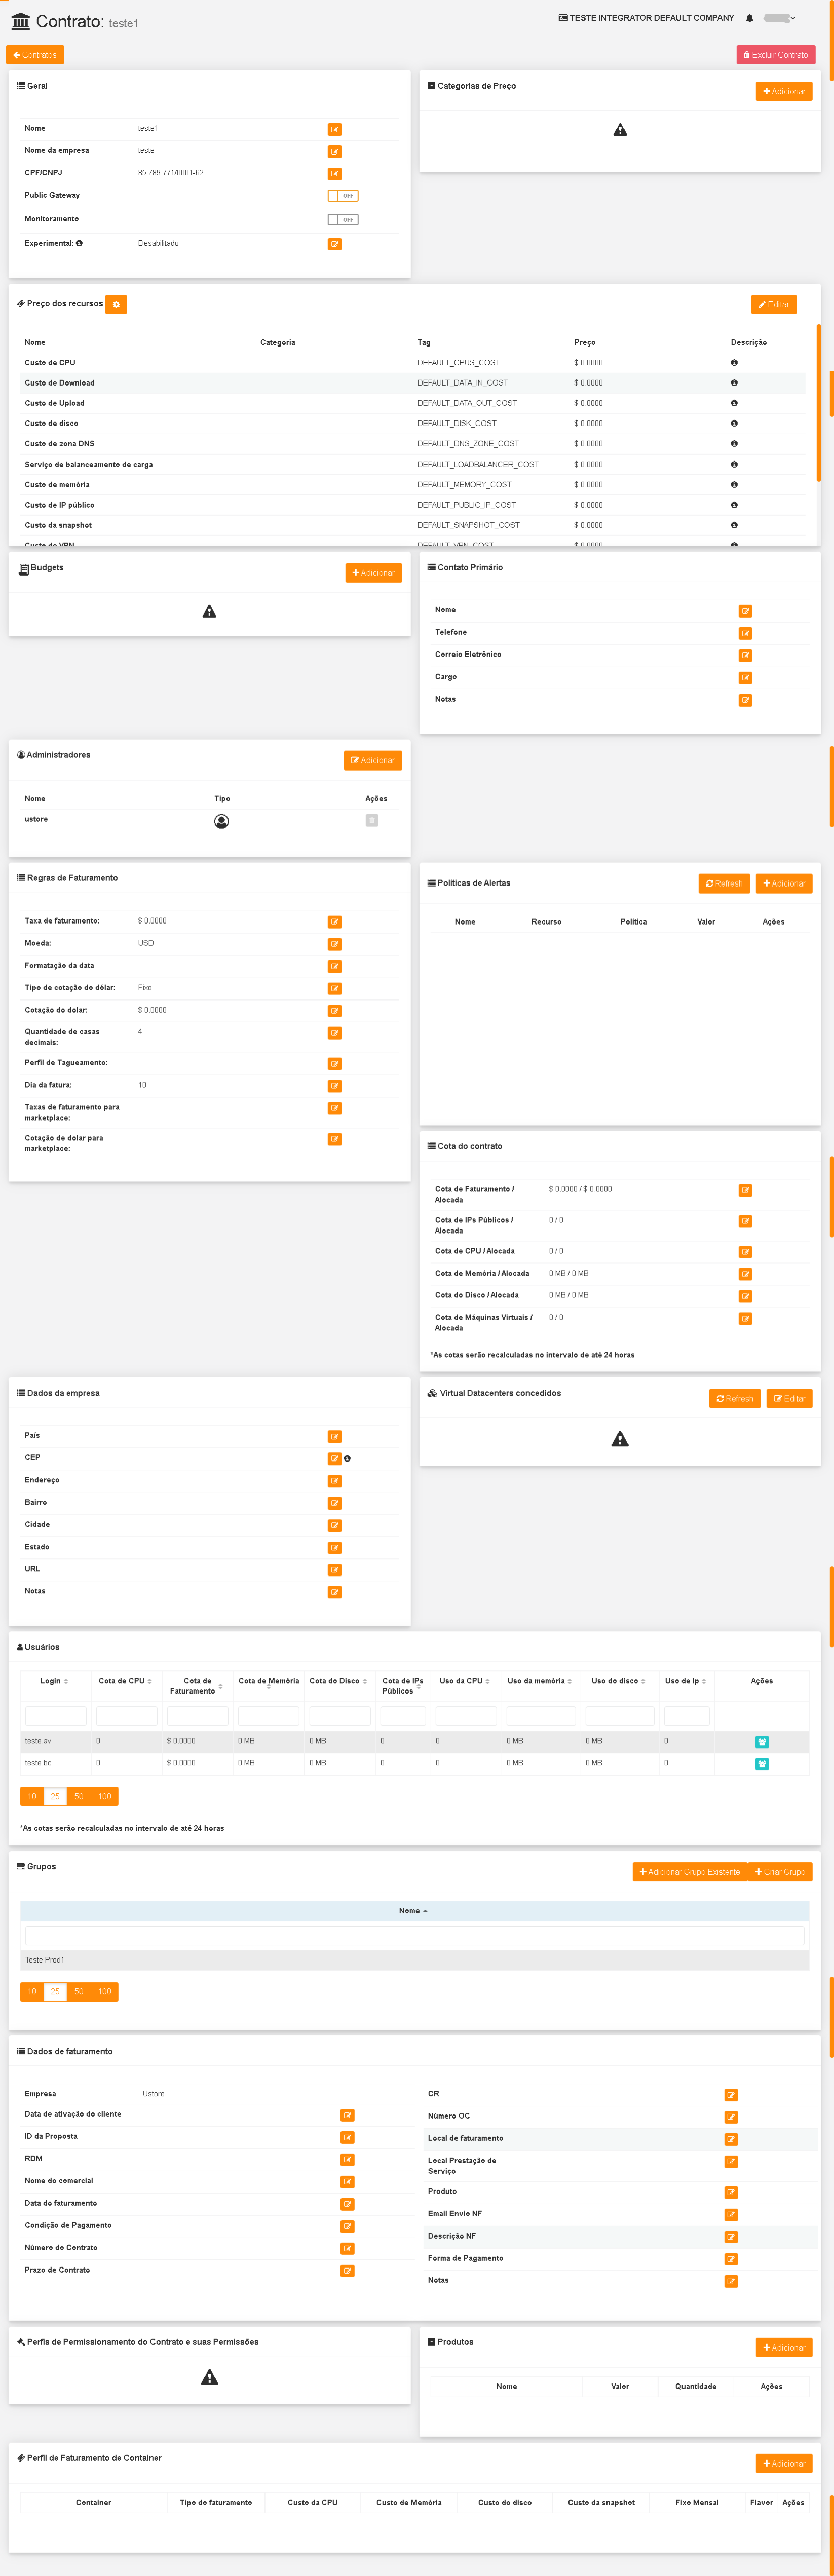 Contrato: teste1
TESTE INTEGRATOR DEFAULT COMPANY
Contratos
Excluir Contrato
Geral
Nome teste1
Nome da empresa teste
CPF/CNPJ 85.789.771/0001-62
Public Gateway OFF
Monitoramento OFF
Experimental: Desabilitado
Categorias de Preço
Adicionar
Preço dos recursos
Editar
Nome Categoria Tag Preço Descrição
Custo de CPU DEFAULT_CPUS_COST $ 0.0000
Custo de Download DEFAULT_DATA_IN_COST $ 0.0000
Custo de Upload DEFAULT_DATA_OUT_COST $ 0.0000
Custo de disco DEFAULT_DISK_COST $ 0.0000
Custo de zona DNS DEFAULT_DNS_ZONE_COST $ 0.0000
Serviço de balanceamento de carga DEFAULT_LOADBALANCER_COST $ 0.0000
Custo de memória DEFAULT_MEMORY_COST $ 0.0000
Custo de IP público DEFAULT_PUBLIC_IP_COST $ 0.0000
Custo da snapshot DEFAULT_SNAPSHOT_COST $ 0.0000
Custo de VPN DEFAULT_VPN_COST $ 0.0000
Budgets
Adicionar
Contato Primário
Nome
Telefone
Correio Eletrônico
Cargo
Notas
Administradores
Adicionar
Nome Tipo Ações
ustore
Regras de Faturamento
Taxa de faturamento: $ 0.0000
Moeda: USD
Formatação da data
Tipo de cotação do dólar: Fixo
Cotação do dolar: $ 0.0000
Quantidade de casas 4
decimais:
Perfil de Tagueamento:
Dia da fatura: 10
Taxas de faturamento para
marketplace:
Cotação de dolar para
marketplace:
Políticas de Alertas
Refresh
Adicionar
Nome Recurso Política Valor Ações
Cota do contrato
Cota de Faturamento / $ 0.0000 / $ 0.0000
Alocada
Cota de IPs Públicos / 0 / 0
Alocada
Cota de CPU / Alocada 0 / 0
Cota de Memória / Alocada 0 MB / 0 MB
Cota do Disco / Alocada 0 MB / 0 MB
Cota de Máquinas Virtuais / 0 / 0
Alocada
*As cotas serão recalculadas no intervalo de até 24 horas
Dados da empresa
País
CEP
Endereço
Bairro
Cidade
Estado
URL
Notas
Virtual Datacenters concedidos
Refresh
Editar
Usuários
Login Cota de CPU Cota de Faturamento Cota de Memória Cota do Disco Cota de IPs Públicos Uso da CPU Uso da memória Uso do disco Uso de Ip Ações
teste.av 0 $ 0.0000 0 MB 0 MB 0 0 0 MB 0 MB 0
teste.bc 0 $ 0.0000 0 MB 0 MB 0 0 0 MB 0 MB 0
10 25 50 100
*As cotas serão recalculadas no intervalo de até 24 horas
Grupos
Adicionar Grupo Existente
Criar Grupo
Nome
Teste Prod1
10 25 50 100
Dados de faturamento
Empresa Ustore
Data de ativação do cliente
ID da Proposta
RDM
Nome do comercial
Data do faturamento
Condição de Pagamento
Número do Contrato
Prazo de Contrato
CR
Número OC
Local de faturamento
Local Prestação de
Serviço
Produto
Email Envio NF
Descrição NF
Forma de Pagamento
Notas
Perfis de Permissionamento do Contrato e suas Permissões
Produtos
Adicionar
Nome Valor Quantidade Ações
Perfil de Faturamento de Container
Adicionar
Container Tipo do faturamento Custo da CPU Custo de Memória Custo do disco Custo da snapshot Fixo Mensal Flavor Ações